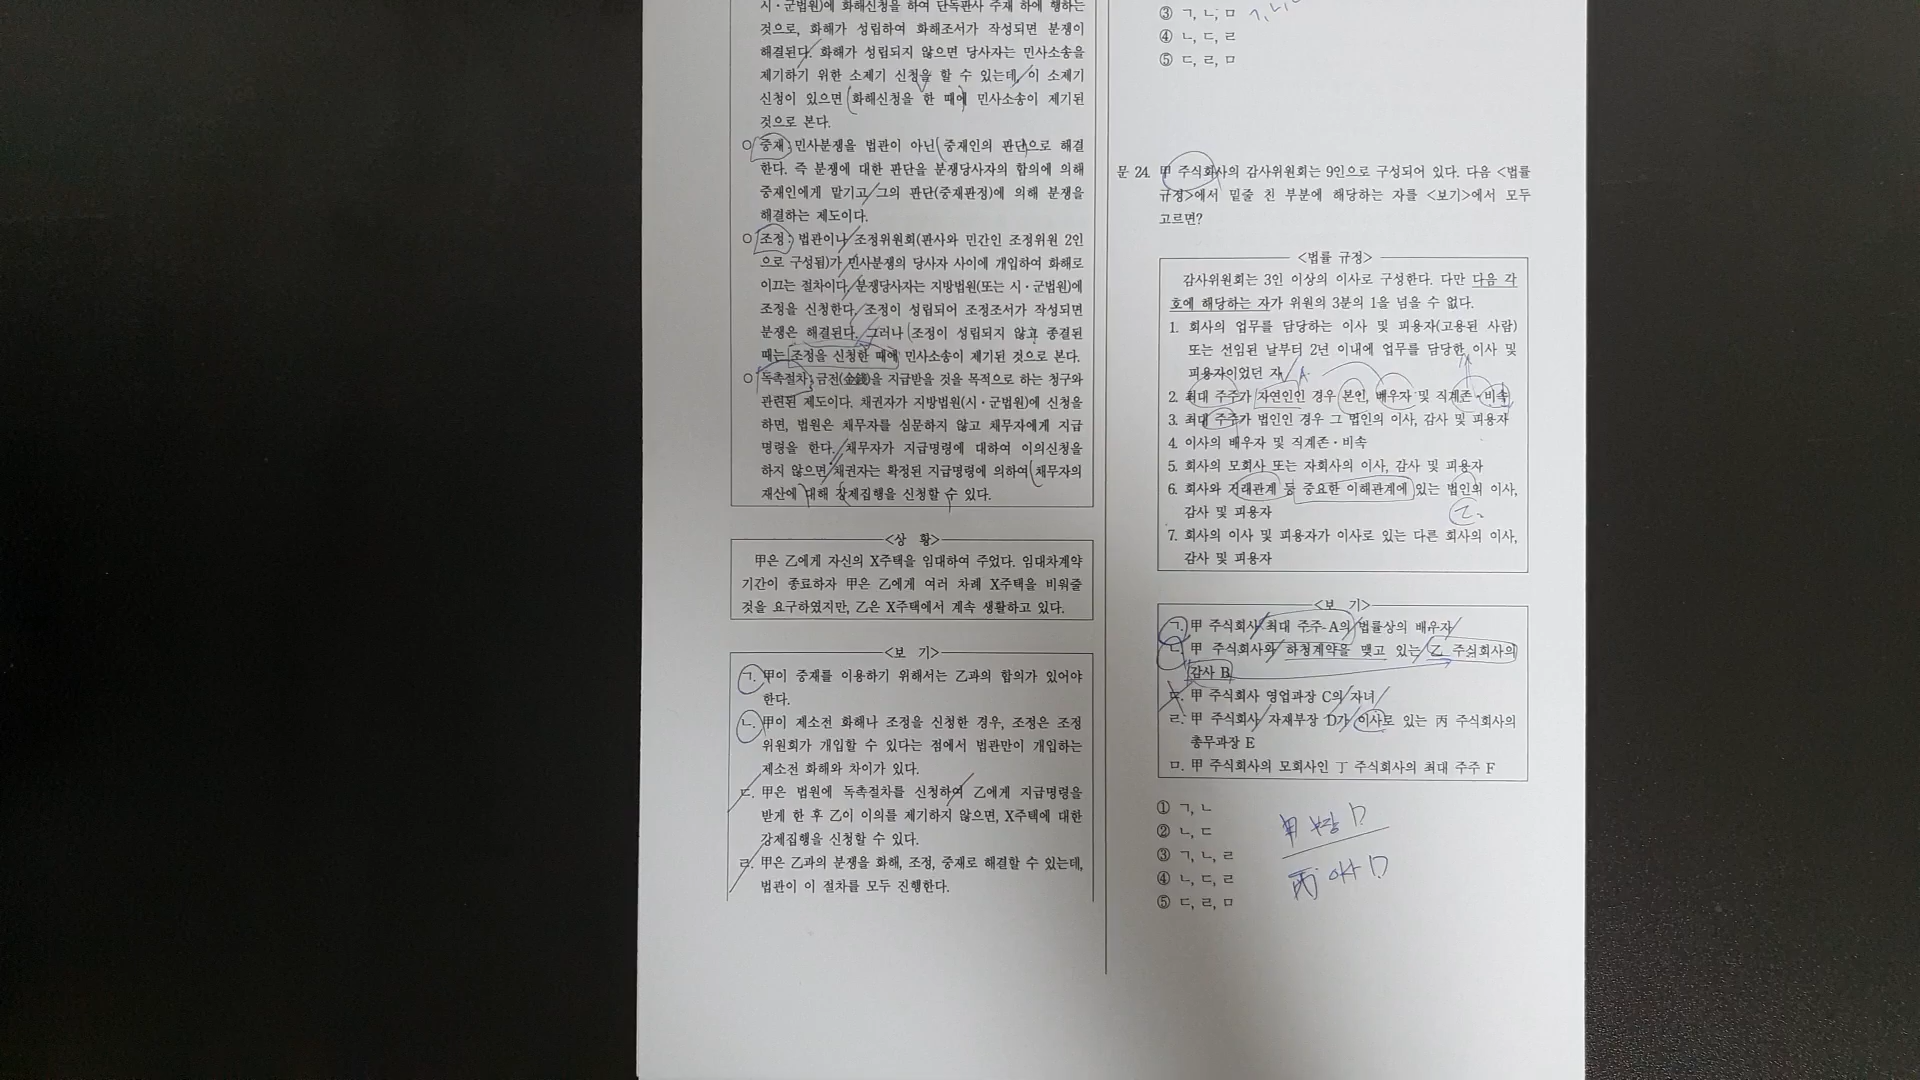 시·군법원)에 화해신청을 하여 단독판사 주재 하에 행하는
것으로, 화해가 성립하여 화해조서가 작성되면 분쟁이
해결된다. 화해가 성립되지 않으면 당사자는 민사소송을
제기하기 위한 소제기 신청을 할 수 있는데, 이 소제기
신청이 있으면 화해신청을 한 때에 민사소송이 제기된
것으로 본다.
○ 중재: 민사분쟁을 법관이 아닌 중재인의 판단으로 해결
한다. 즉 분쟁에 대한 판단을 분쟁당사자의 합의에 의해
중재인에게 맡기고, 그의 판단(중재판정)에 의해 분쟁을
해결하는 제도이다.
○ 조정: 법관이나 조정위원회(판사와 민간인 조정위원 2인
으로 구성됨)가 민사분쟁의 당사자 사이에 개입하여 화해로
이끄는 절차이다. 분쟁당사자는 지방법원(또는 시·군법원)에
조정을 신청한다. 조정이 성립되어 조정조서가 작성되면
분쟁은 해결된다. 그러나 조정이 성립되지 않고 종결된
때는 조정을 신청한 때에 민사소송이 제기된 것으로 본다.
○ 독촉절차: 금전(金錢)을 지급받을 것을 목적으로 하는 청구와
관련된 제도이다. 채권자가 지방법원(시·군법원)에 신청을
하면, 법원은 채무자를 심문하지 않고 채무자에게 지급
명령을 한다. 채무자가 지급명령에 대하여 이의신청을
하지 않으면, 채권자는 확정된 지급명령에 의하여 채무자의
재산에 대해 강제집행을 신청할 수 있다.
<상 황>
甲은 乙에게 자신의 X주택을 임대하여 주었다. 임대차계약
기간이 종료하자 甲은 乙에게 여러 차례 X주택을 비워줄
것을 요구하였지만, 乙은 X주택에서 계속 생활하고 있다.
<보 기>
ㄱ. 甲이 중재를 이용하기 위해서는 乙과의 합의가 있어야
한다.
ㄴ. 甲이 제소전 화해나 조정을 신청한 경우, 조정은 조정
위원회가 개입할 수 있다는 점에서 법관만이 개입하는
제소전 화해와 차이가 있다.
ㄷ. 甲은 법원에 독촉절차를 신청하여 乙에게 지급명령을
받게 한 후 乙이 이의를 제기하지 않으면, X주택에 대한
강제집행을 신청할 수 있다.
ㄹ. 甲은 乙과의 분쟁을 화해, 조정, 중재로 해결할 수 있는데,
법관이 이 절차를 모두 진행한다.
③ ㄱ, ㄴ, ㅁ
④ ㄴ, ㄷ, ㄹ
⑤ ㄷ, ㄹ, ㅁ
문 24. 甲 주식회사의 감사위원회는 9인으로 구성되어 있다. 다음 <법률
규정>에서 밑줄 친 부분에 해당하는 자를 <보기>에서 모두
고르면?
<법률 규정>
감사위원회는 3인 이상의 이사로 구성한다. 다만 다음 각
호에 해당하는 자가 위원의 3분의 1을 넘을 수 없다.
1. 회사의 업무를 담당하는 이사 및 피용자(고용된 사람)
또는 선임된 날부터 2년 이내에 업무를 담당한 이사 및
피용자이었던 자 A
2. 최대 주주가 자연인인 경우 본인, 배우자 및 직계존·비속
3. 최대 주주가 법인인 경우 그 법인의 이사, 감사 및 피용자
4. 이사의 배우자 및 직계존·비속
5. 회사의 모회사 또는 자회사의 이사, 감사 및 피용자
6. 회사와 거래관계 등 중요한 이해관계에 있는 법인의 이사,
감사 및 피용자 乙
7. 회사의 이사 및 피용자가 이사로 있는 다른 회사의 이사,
감사 및 피용자
<보 기>
ㄱ. 甲 주식회사 최대 주주 A의 법률상의 배우자
ㄴ. 甲 주식회사와 하청계약을 맺고 있는 乙 주식회사의
감사 B
ㄷ. 甲 주식회사 영업과장 C의 자녀
ㄹ. 甲 주식회사 자재부장 D가 이사로 있는 丙 주식회사의
총무과장 E
ㅁ. 甲 주식회사의 모회사인 丁 주식회사의 최대 주주 F
① ㄱ, ㄴ
② ㄴ, ㄷ
③ ㄱ, ㄴ, ㄹ
④ ㄴ, ㄷ, ㄹ
⑤ ㄷ, ㄹ, ㅁ
甲 부장 D
丙 이사 D